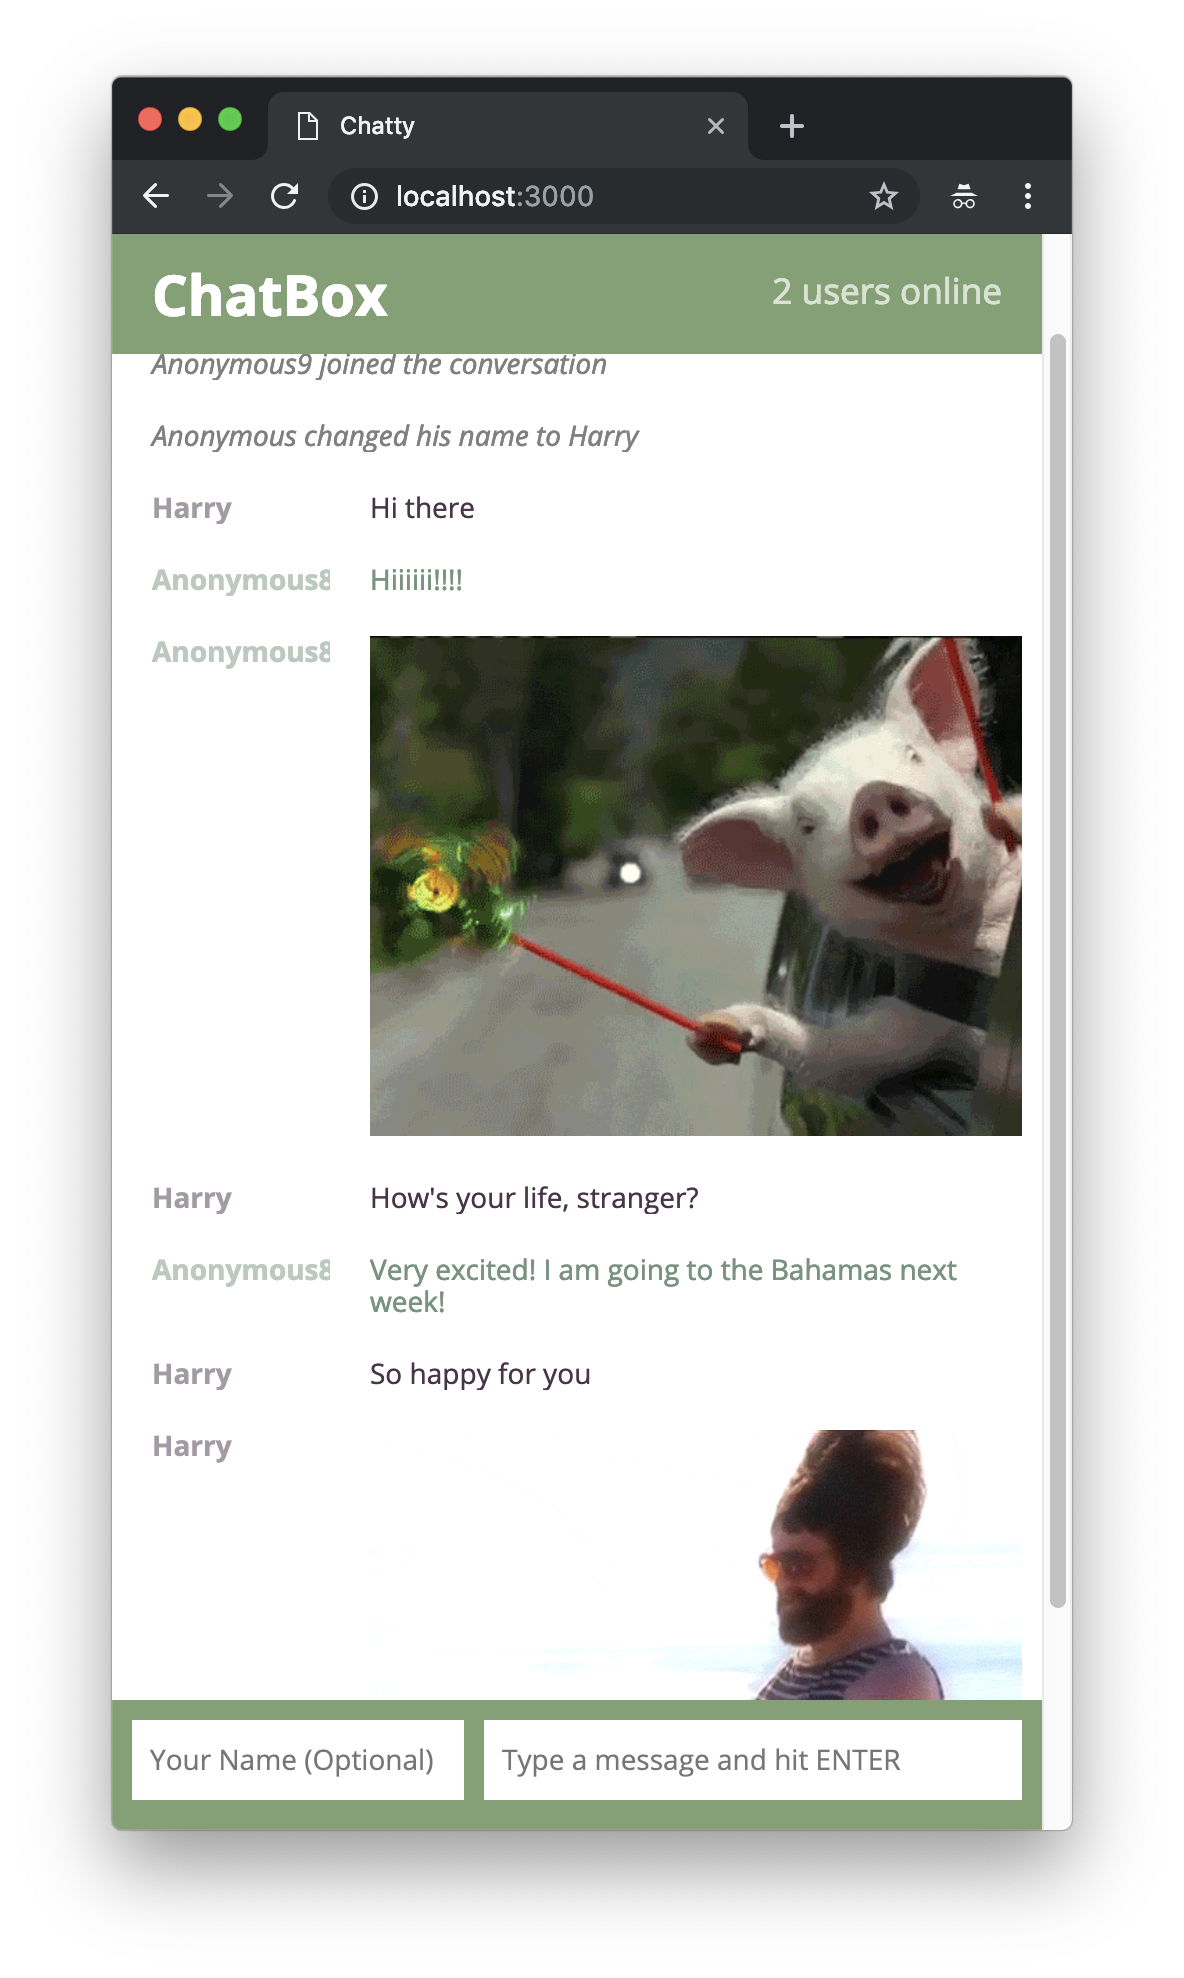 Chatty
localhost:3000
ChatBox
2 users online
Anonymous9 joined the conversation
Anonymous changed his name to Harry
Harry Hi there
Anonymous8 Hiiiiii!!!!
Anonymous8
Harry How's your life, stranger?
Anonymous8 Very excited! I am going to the Bahamas next
week!
Harry So happy for you
Harry
Your Name (Optional) Type a message and hit ENTER